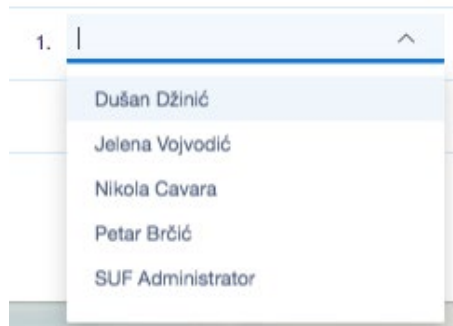 1.
Dušan Džinić
Jelena Vojvodić
Nikola Cavara
Petar Brčić
SUF Administrator